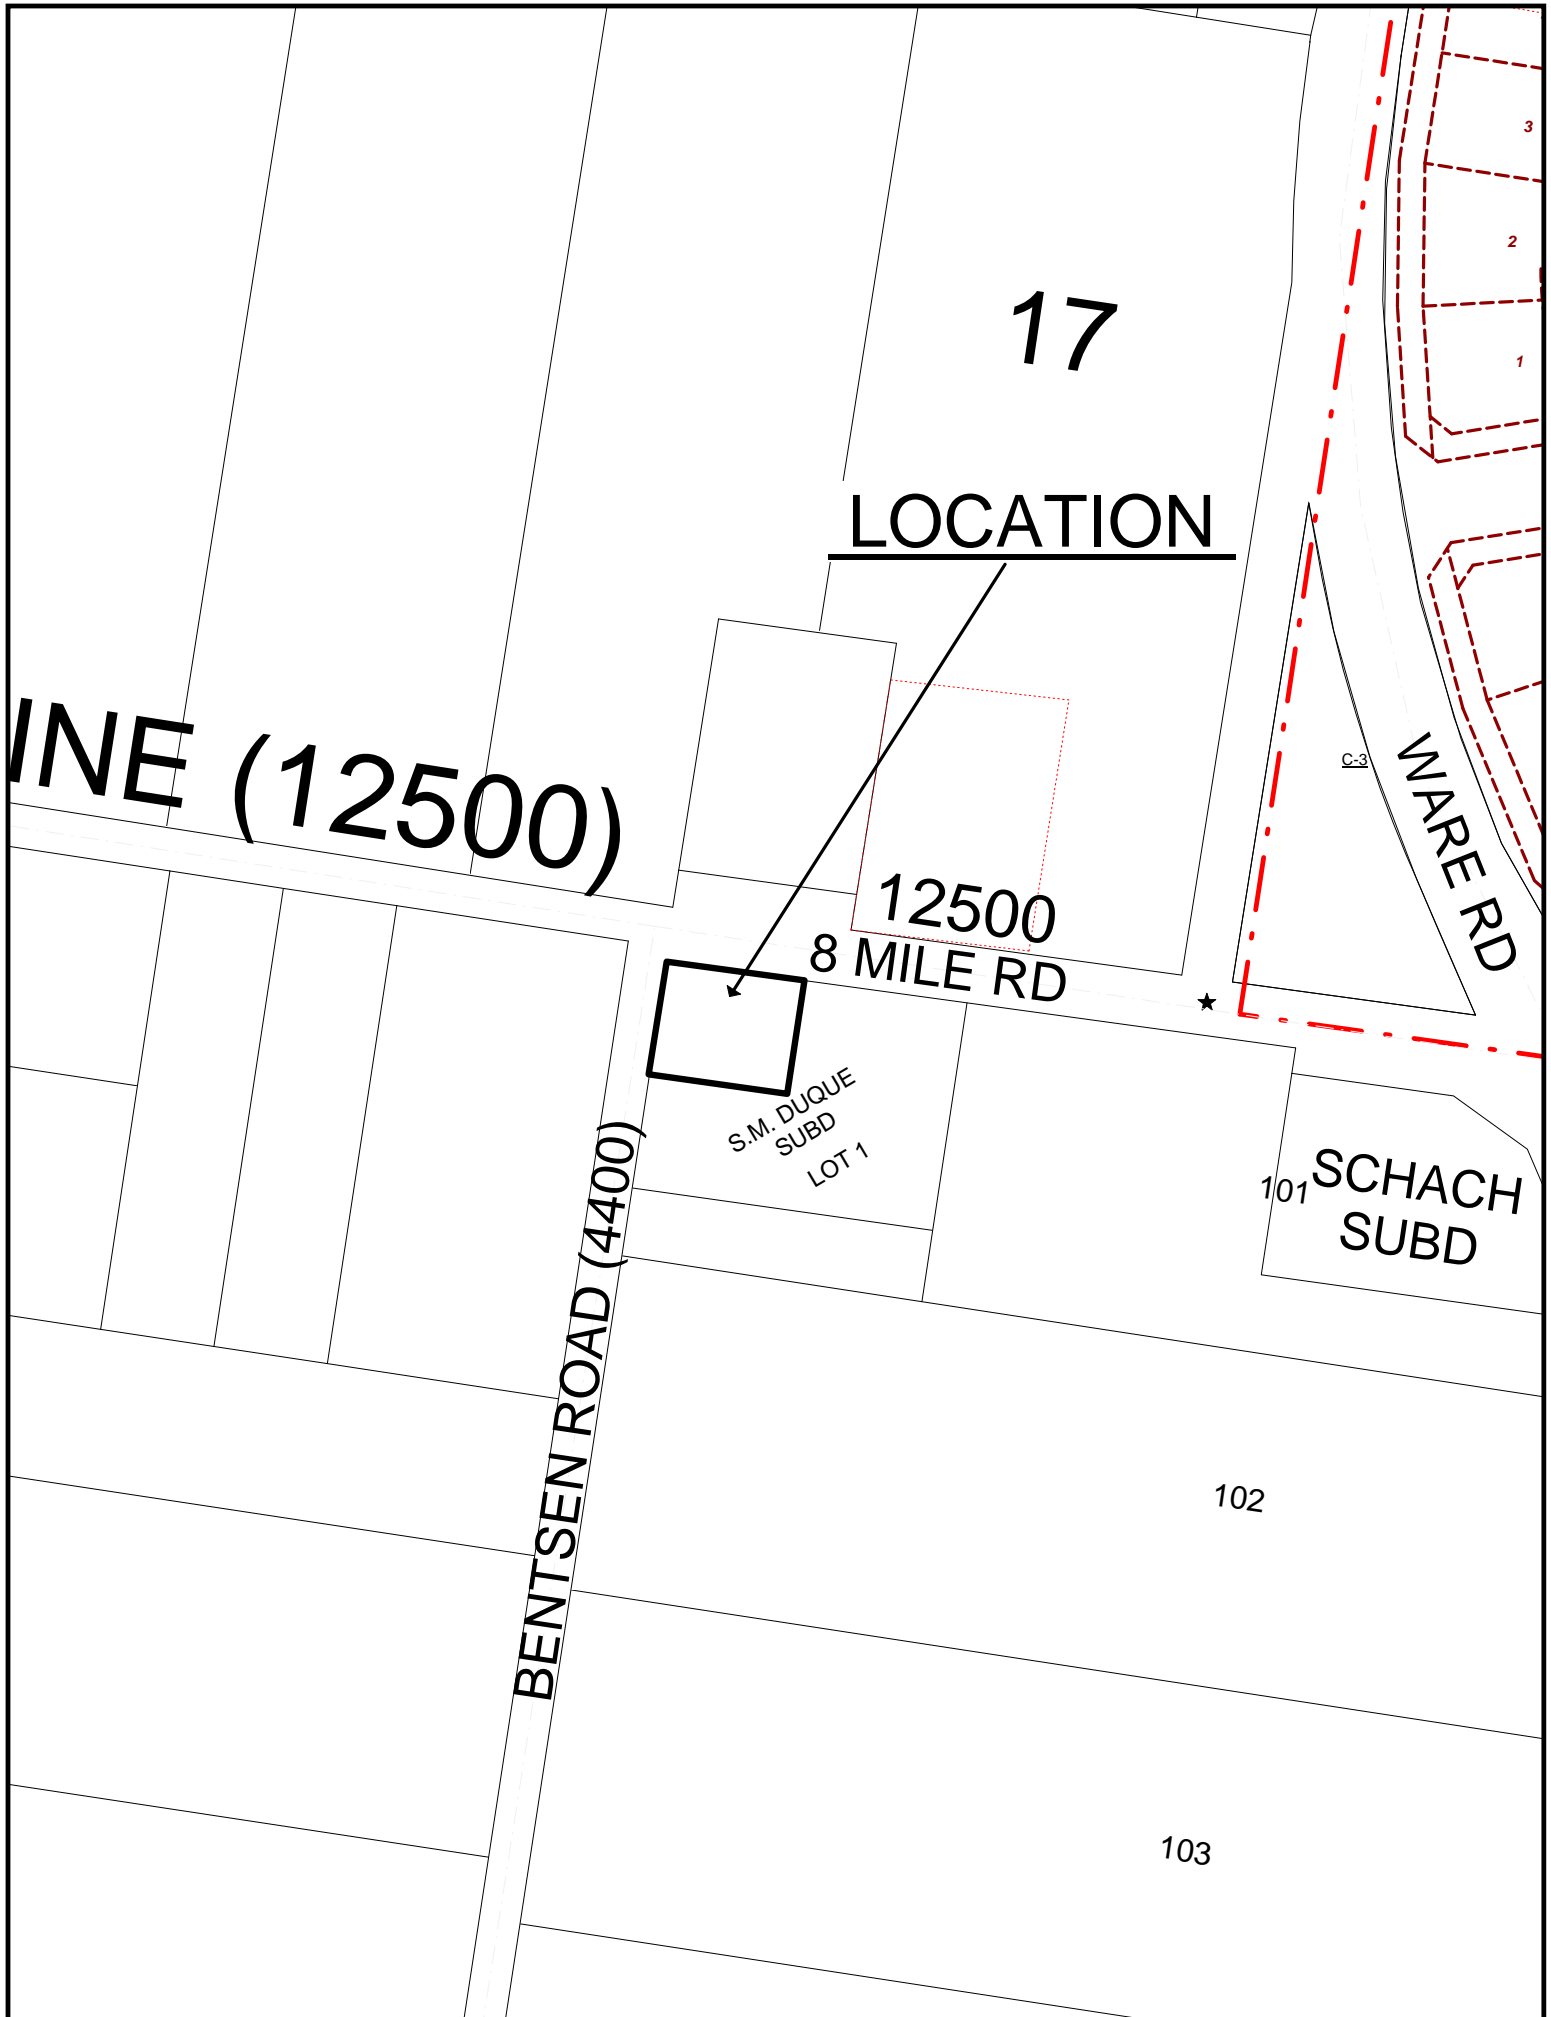 3
2
17
1
LOCATION
INE (12500)
C-3
WARE RD
12500
8 MILE RD
S.M. DUQUE
SUBD
LOT 1
BENTSEN ROAD (4400)
101
SCHACH
SUBD
102
103